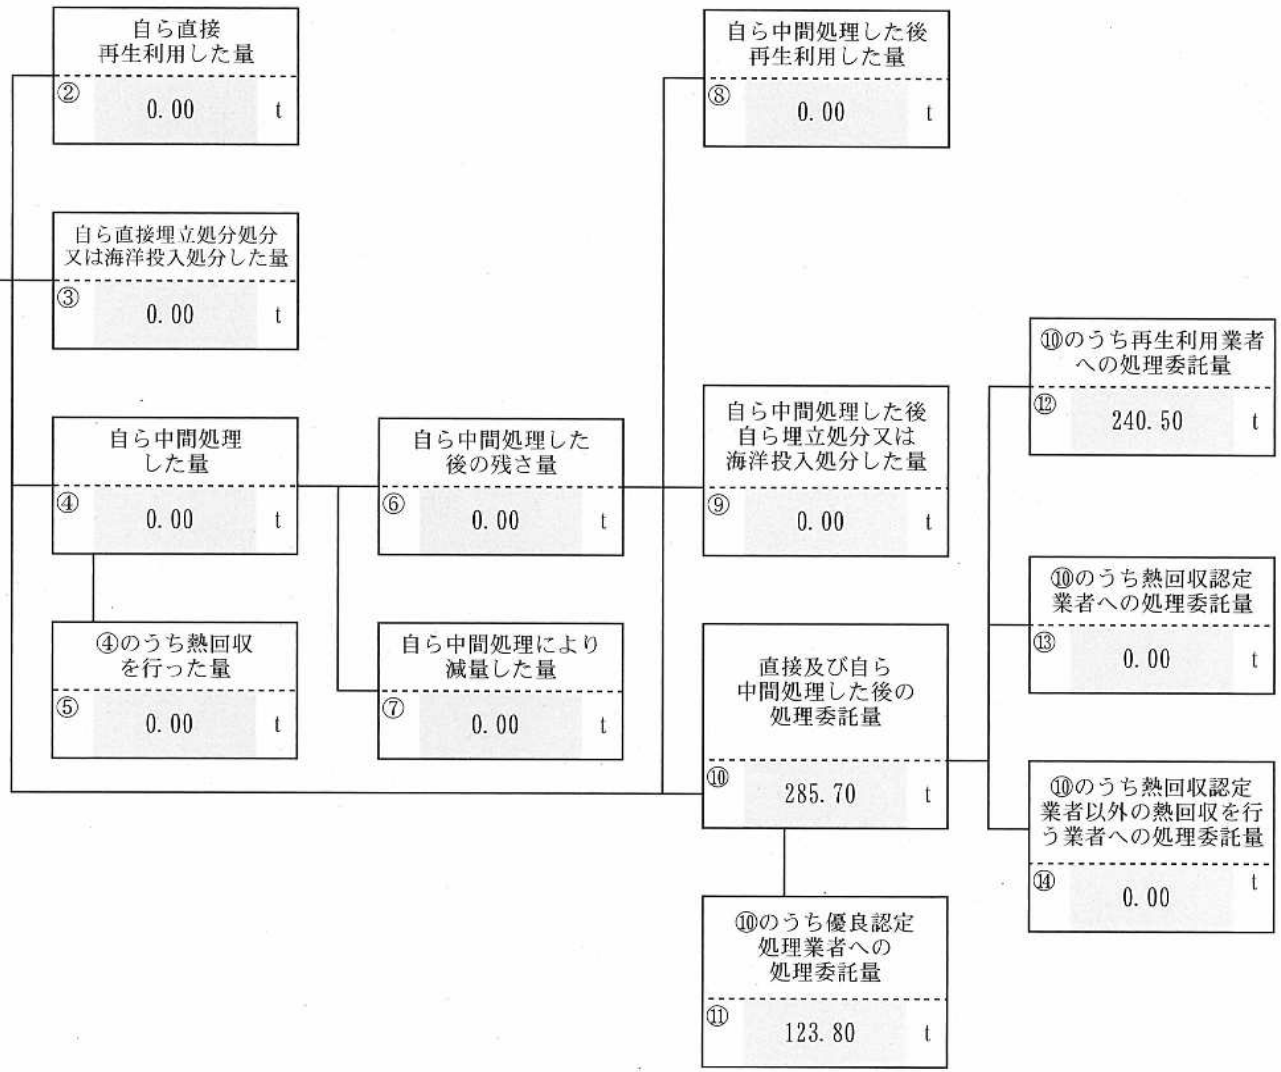 自ら直接
再生利用した量
② 0.00 t
自ら直接埋立処分処分
又は海洋投入処分した量
③ 0.00 t
自ら中間処理
した量
④ 0.00 t
④のうち熱回収
を行った量
⑤ 0.00 t
自ら中間処理した
後の残さ量
⑥ 0.00 t
自ら中間処理により
減量した量
⑦ 0.00 t
自ら中間処理した後
再生利用した量
⑧ 0.00 t
自ら中間処理した後
自ら埋立処分又は
海洋投入処分した量
⑨ 0.00 t
直接及び自ら
中間処理した後の
処理委託量
⑩ 285.70 t
⑩のうち優良認定
処理業者への
処理委託量
⑪ 123.80 t
⑩のうち再生利用業者
への処理委託量
⑫ 240.50 t
⑩のうち熱回収認定
業者への処理委託量
⑬ 0.00 t
⑩のうち熱回収認定
業者以外の熱回収を行
う業者への処理委託量
⑭ 0.00 t